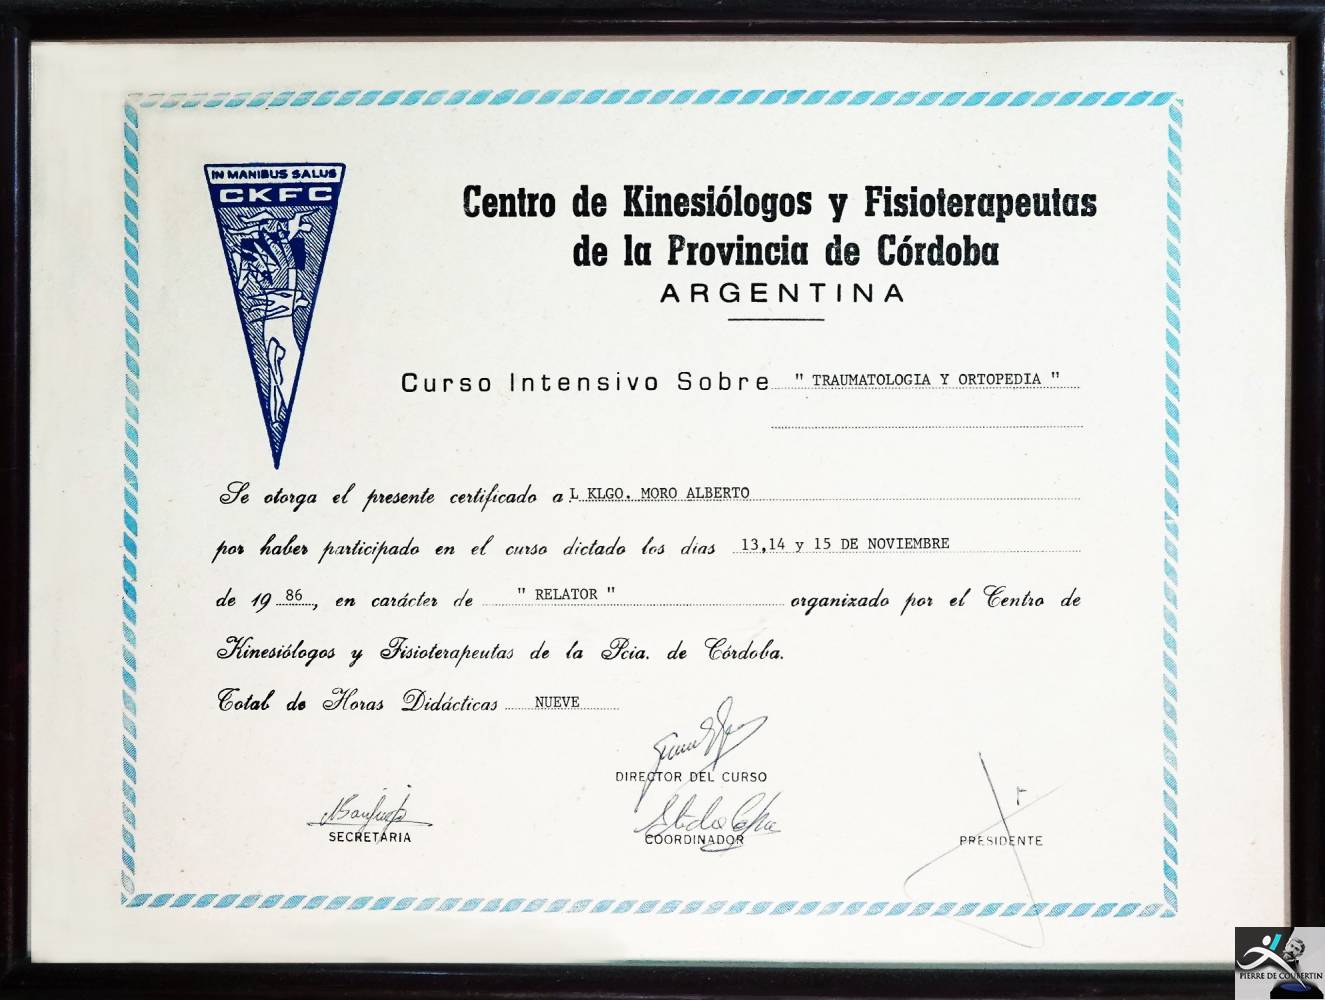 IN MANIBUS SALUS
CKFC
Centro de Kinesiólogos y Fisioterapeutas
de la Provincia de Córdoba
ARGENTINA
Curso Intensivo Sobre " TRAUMATOLOGIA Y ORTOPEDIA "
Se otorga el presente certificado a L KLGO. MORO ALBERTO
por haber participado en el curso dictado los días 13,14 y 15 DE NOVIEMBRE
de 19 86, en carácter de " RELATOR " organizado por el Centro de
Kinesiólogos y Fisioterapeutas de la Pcia. de Córdoba.
Total de Horas Didácticas NUEVE
DIRECTOR DEL CURSO
SECRETARIA
COORDINADOR
PRESIDENTE
PIERRE DE COUBERTIN